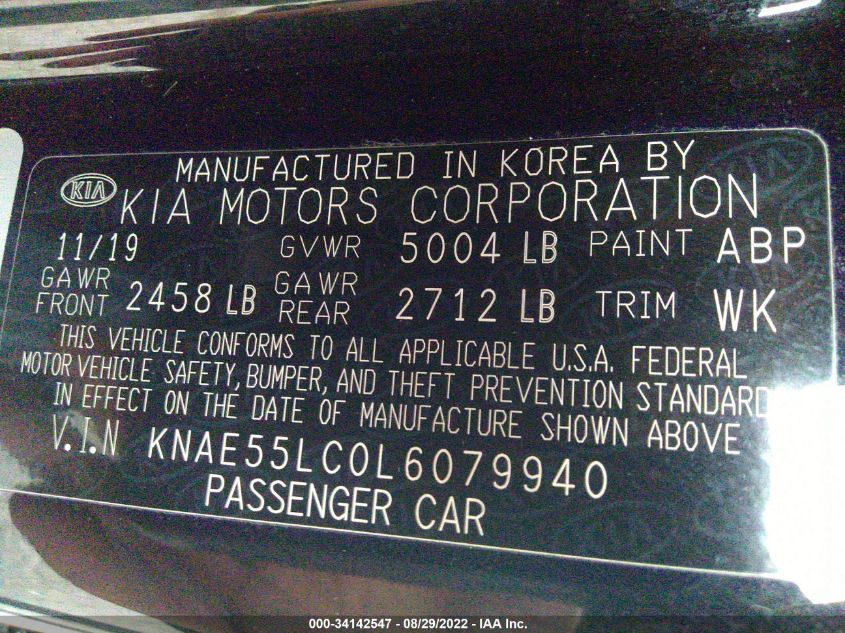 MANUFACTURED IN KOREA BY
KIA KIA MOTORS CORPORATION
11/19 GVWR 5004 LB PAINT ABP
GAWR FRONT 2458 LB GAWR REAR 2712 LB TRIM WK
THIS VEHICLE CONFORMS TO ALL APPLICABLE U.S.A. FEDERAL
MOTOR VEHICLE SAFETY, BUMPER, AND THEFT PREVENTION STANDARD
IN EFFECT ON THE DATE OF MANUFACTURE SHOWN ABOVE
V.I.N KNAE55LC0L6079940
PASSENGER CAR
000-34142547 - 08/29/2022 - IAA Inc.